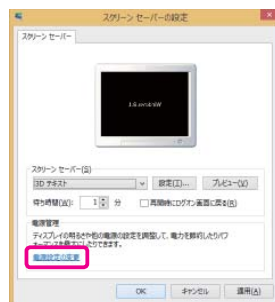 スクリーン セーバーの設定
スクリーン セーバー
スクリーン セーバー(S)
3D テキスト
設定(T)...
プレビュー(V)
待ち時間(W):
1
分
再開時にログオン画面に戻る(R)
電源管理
ディスプレイの明るさや他の電源の設定を調整して、電力を節約したりパフ
ォーマンスを最大にしたりできます。
電源設定の変更
OK
キャンセル
適用(A)